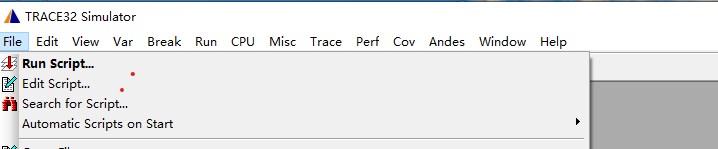 TRACE32 Simulator
File Edit View Var Break Run CPU Misc Trace Perf Cov Andes Window Help
Run Script...
Edit Script...
Search for Script...
Automatic Scripts on Start